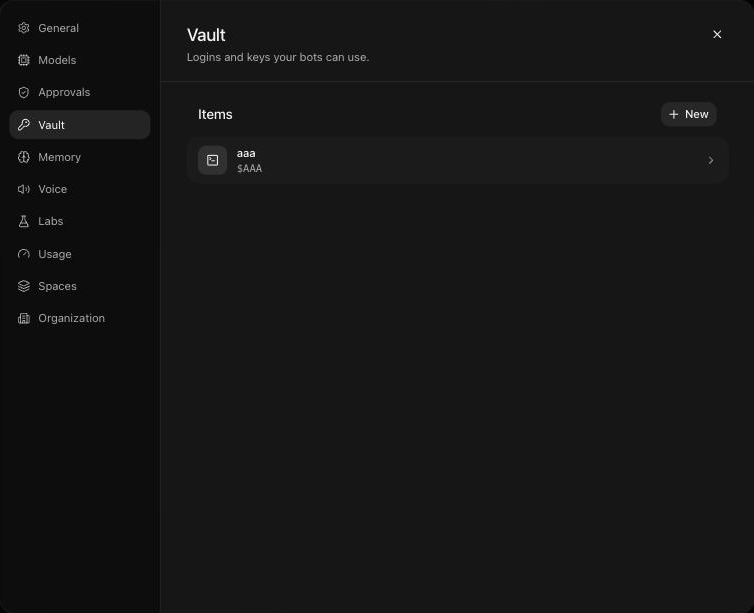 General
Models
Approvals
Vault
Memory
Voice
Labs
Usage
Spaces
Organization
Vault
Logins and keys your bots can use.
Items
New
aaa
$AAA